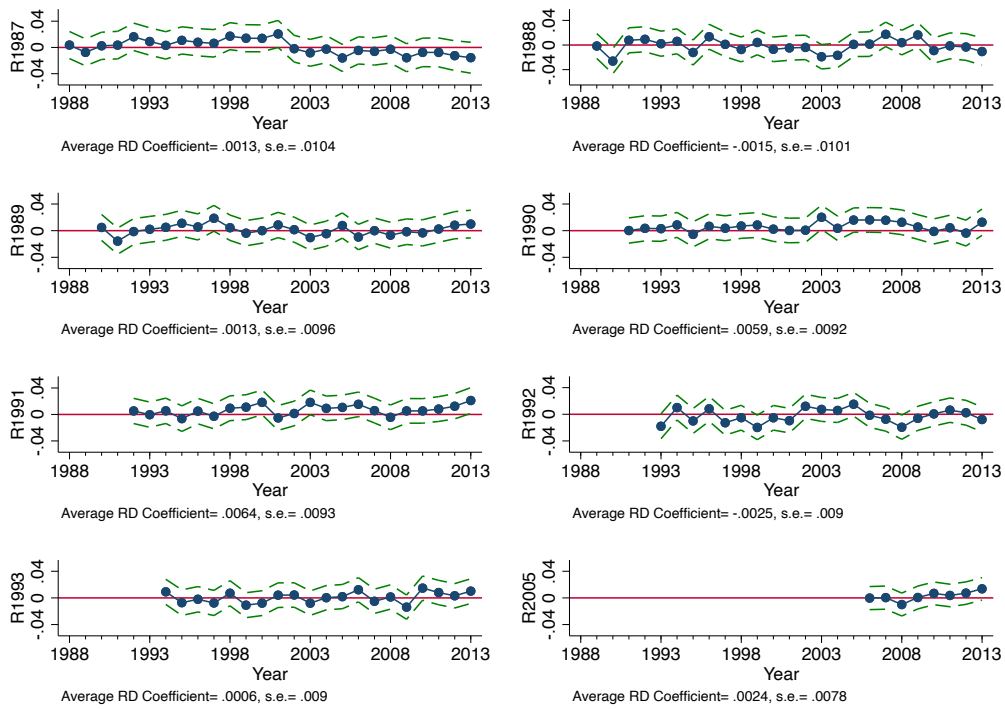 R1987
.04
0
-.04
1988 1993 1998 2003 2008 2013
Year
Average RD Coefficient= .0013, s.e.= .0104
R1988
.04
0
-.04
1988 1993 1998 2003 2008 2013
Year
Average RD Coefficient= -.0015, s.e.= .0101
R1989
.04
0
-.04
1988 1993 1998 2003 2008 2013
Year
Average RD Coefficient= .0013, s.e.= .0096
R1990
.04
0
-.04
1988 1993 1998 2003 2008 2013
Year
Average RD Coefficient= .0059, s.e.= .0092
R1991
.04
0
-.04
1988 1993 1998 2003 2008 2013
Year
Average RD Coefficient= .0064, s.e.= .0093
R1992
.04
0
-.04
1988 1993 1998 2003 2008 2013
Year
Average RD Coefficient= -.0025, s.e.= .009
R1993
.04
0
-.04
1988 1993 1998 2003 2008 2013
Year
Average RD Coefficient= .0006, s.e.= .009
R2005
.04
0
-.04
1988 1993 1998 2003 2008 2013
Year
Average RD Coefficient= .0024, s.e.= .0078